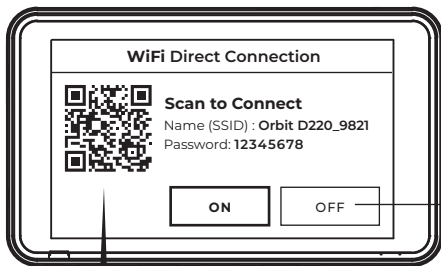 WiFi Direct Connection
Scan to Connect
Name (SSID) : Orbit D220_9821
Password: 12345678
ON
OFF